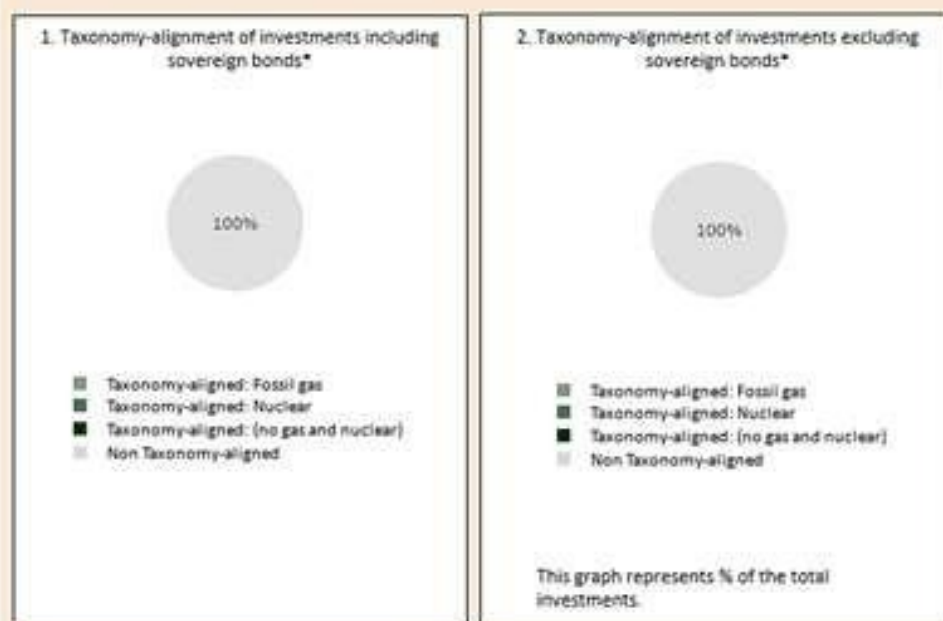 1. Taxonomy-alignment of investments including
sovereign bonds*
100%
Taxonomy-aligned: Fossil gas
Taxonomy-aligned: Nuclear
Taxonomy-aligned: (no gas and nuclear)
Non Taxonomy-aligned
2. Taxonomy-alignment of investments excluding
sovereign bonds*
100%
Taxonomy-aligned: Fossil gas
Taxonomy-aligned: Nuclear
Taxonomy-aligned: (no gas and nuclear)
Non Taxonomy-aligned
This graph represents % of the total
investments.